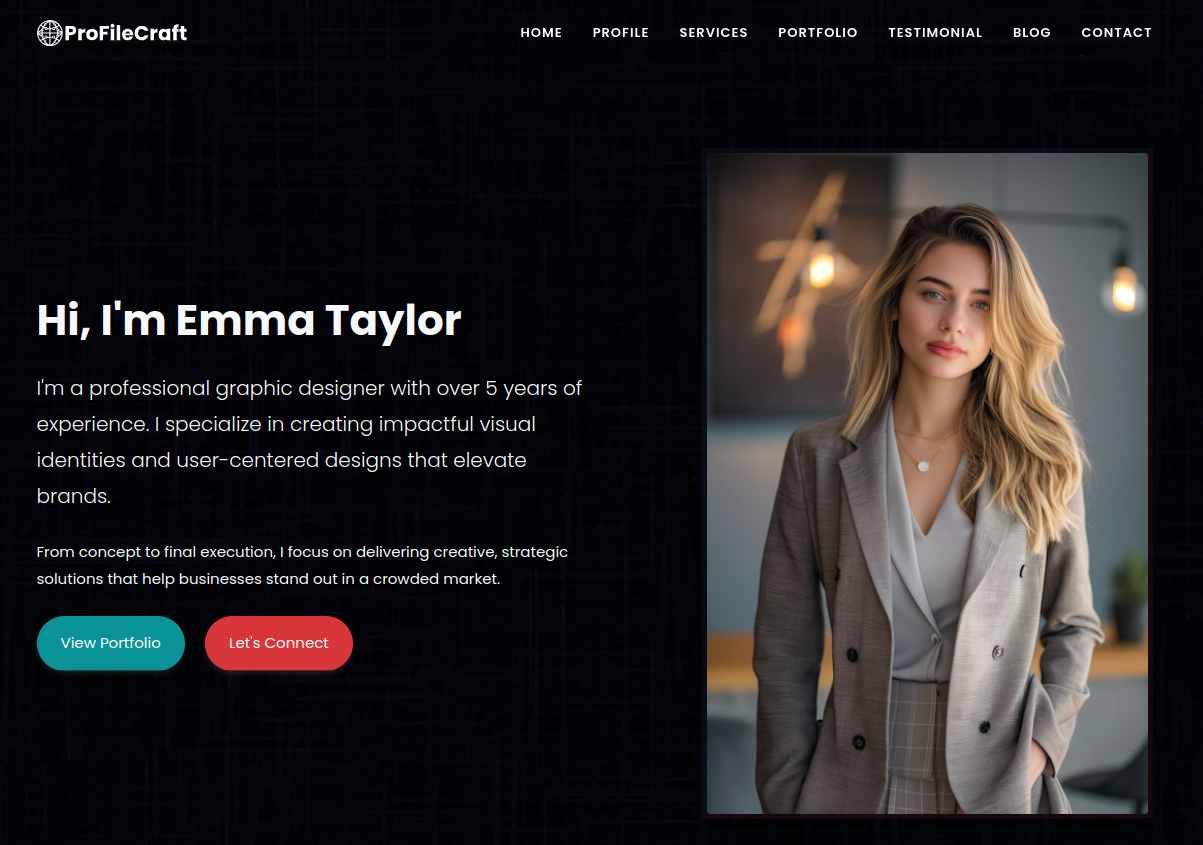 ProFileCraft
HOME PROFILE SERVICES PORTFOLIO TESTIMONIAL BLOG CONTACT
Hi, I'm Emma Taylor
I'm a professional graphic designer with over 5 years of
experience. I specialize in creating impactful visual
identities and user-centered designs that elevate
brands.
From concept to final execution, I focus on delivering creative, strategic
solutions that help businesses stand out in a crowded market.
View Portfolio Let's Connect